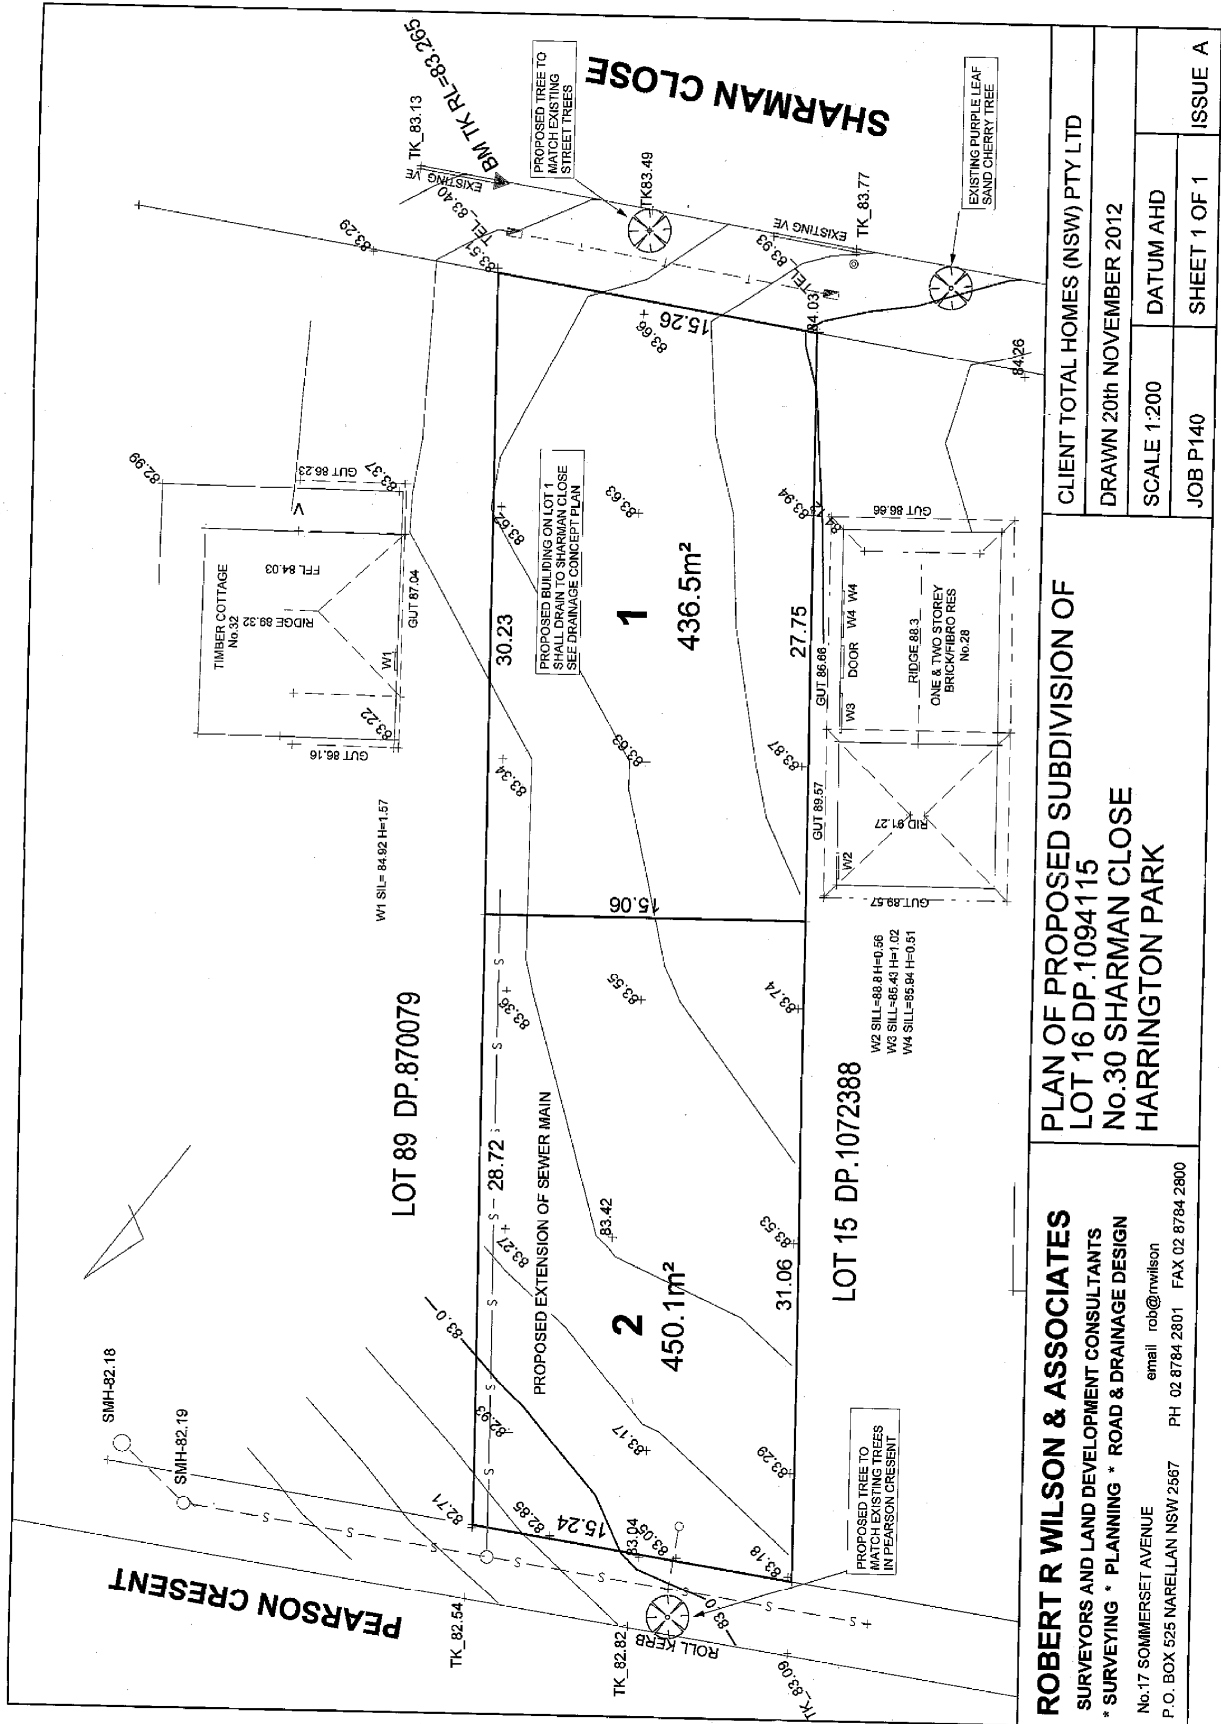 PEARSON CRESENT
SMH-82.18
SMH-82.19
TK_82.54
TK_82.82
TK_83.09
ROLL KERB
83.0
83.0
82.71
82.85
15.24
83.04
83.05
83.18
82.93
83.17
83.29
PROPOSED TREE TO
MATCH EXISTING TREES
IN PEARSON CRESENT
LOT 89 DP.870079
28.72
PROPOSED EXTENSION OF SEWER MAIN
2
450.1m²
31.06
LOT 15 DP.1072388
83.27
83.42
83.53
83.36
83.55
83.74
15.06
W1 SIL= 84.92 H=1.57
W2 SILL=88.8 H=0.56
W3 SILL=85.43 H=1.02
W4 SILL=85.94 H=0.51
TIMBER COTTAGE
No.32
FFL 84.03
RIDGE 89.32
GUT 86.16
GUT 87.04
GUT 86.23
W1
V
83.22
83.37
82.99
83.34
83.63
83.87
30.23
PROPOSED BUILIDING ON LOT 1
SHALL DRAIN TO SHARMAN CLOSE
SEE DRAINAGE CONCEPT PLAN
1
436.5m²
27.75
83.62
83.63
83.94
GUT 89.57
GUT 89.57
RID 91.27
W2
GUT 86.66
GUT 86.66
W3
DOOR
W4
W4
RIDGE 88.3
ONE & TWO STOREY
BRICK/FIBRO RES
No.28
83.29
83.51
83.66
15.26
84.03
84.26
TEL_83.40
TEL_83.93
EXISTING VE
EXISTING VE
TK_83.13
BM TK RL=83.265
TK83.49
TK_83.77
PROPOSED TREE TO
MATCH EXISTING
STREET TREES
SHARMAN CLOSE
EXISTING PURPLE LEAF
SAND CHERRY TREE
ROBERT R WILSON & ASSOCIATES
SURVEYORS AND LAND DEVELOPMENT CONSULTANTS
* SURVEYING * PLANNING * ROAD & DRAINAGE DESIGN
No.17 SOMMERSET AVENUE email rob@rrwilson
P.O. BOX 525 NARELLAN NSW 2567 PH 02 8784 2801 FAX 02 8784 2800
PLAN OF PROPOSED SUBDIVISION OF
LOT 16 DP.1094115
No.30 SHARMAN CLOSE
HARRINGTON PARK
CLIENT TOTAL HOMES (NSW) PTY LTD
DRAWN 20th NOVEMBER 2012
SCALE 1:200 DATUM AHD
JOB P140 SHEET 1 OF 1 ISSUE A